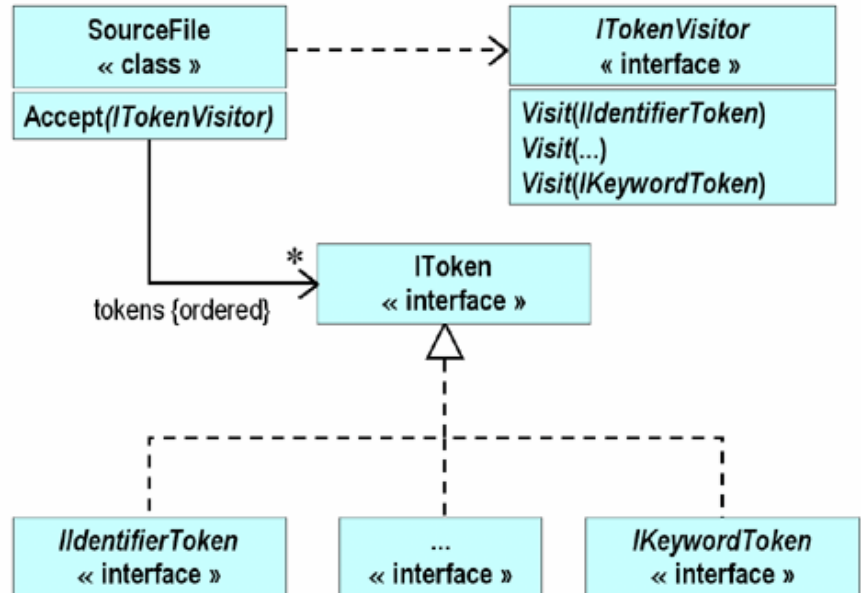 SourceFile
« class »
Accept(ITokenVisitor)
ITokenVisitor
« interface »
Visit(IIdentifierToken)
Visit(...)
Visit(IKeywordToken)
*
tokens {ordered}
IToken
« interface »
IIdentifierToken
« interface »
...
« interface »
IKeywordToken
« interface »